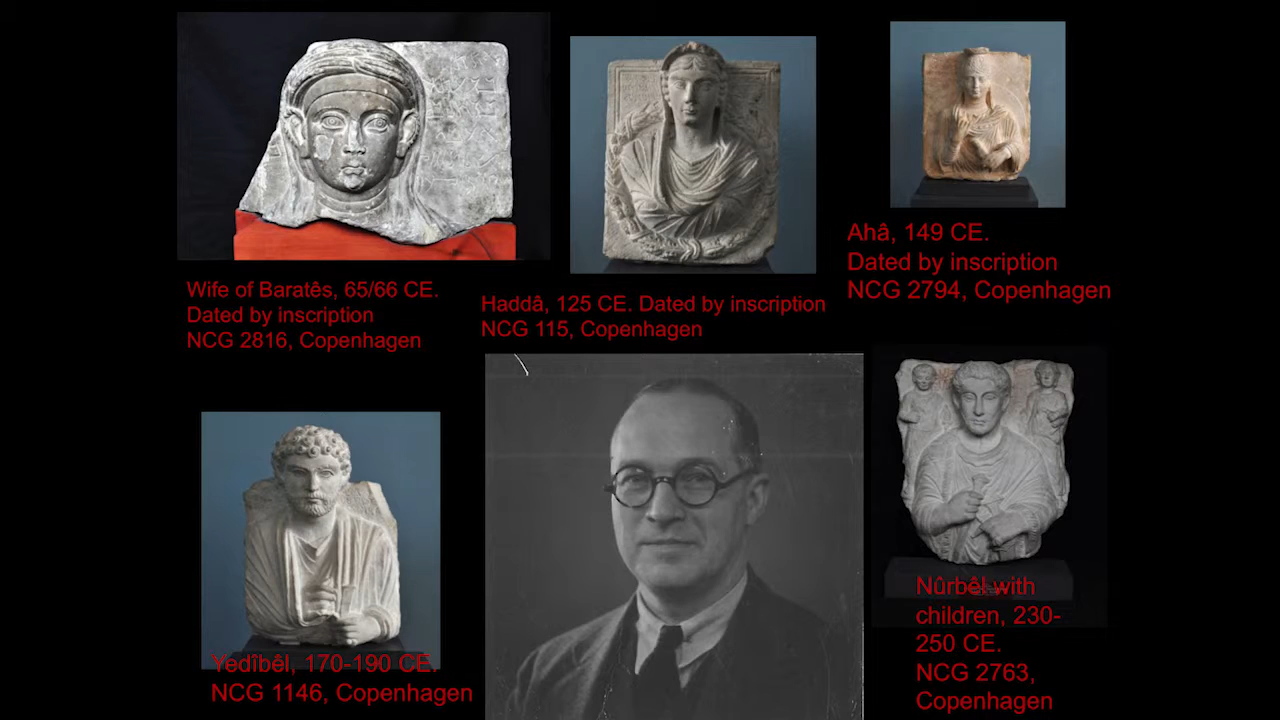 Wife of Baratês, 65/66 CE.
Dated by inscription
NCG 2816, Copenhagen
Haddâ, 125 CE. Dated by inscription
NCG 115, Copenhagen
Ahâ, 149 CE.
Dated by inscription
NCG 2794, Copenhagen
Yedîbêl, 170-190 CE.
NCG 1146, Copenhagen
Nûrbêl with
children, 230-
250 CE.
NCG 2763,
Copenhagen